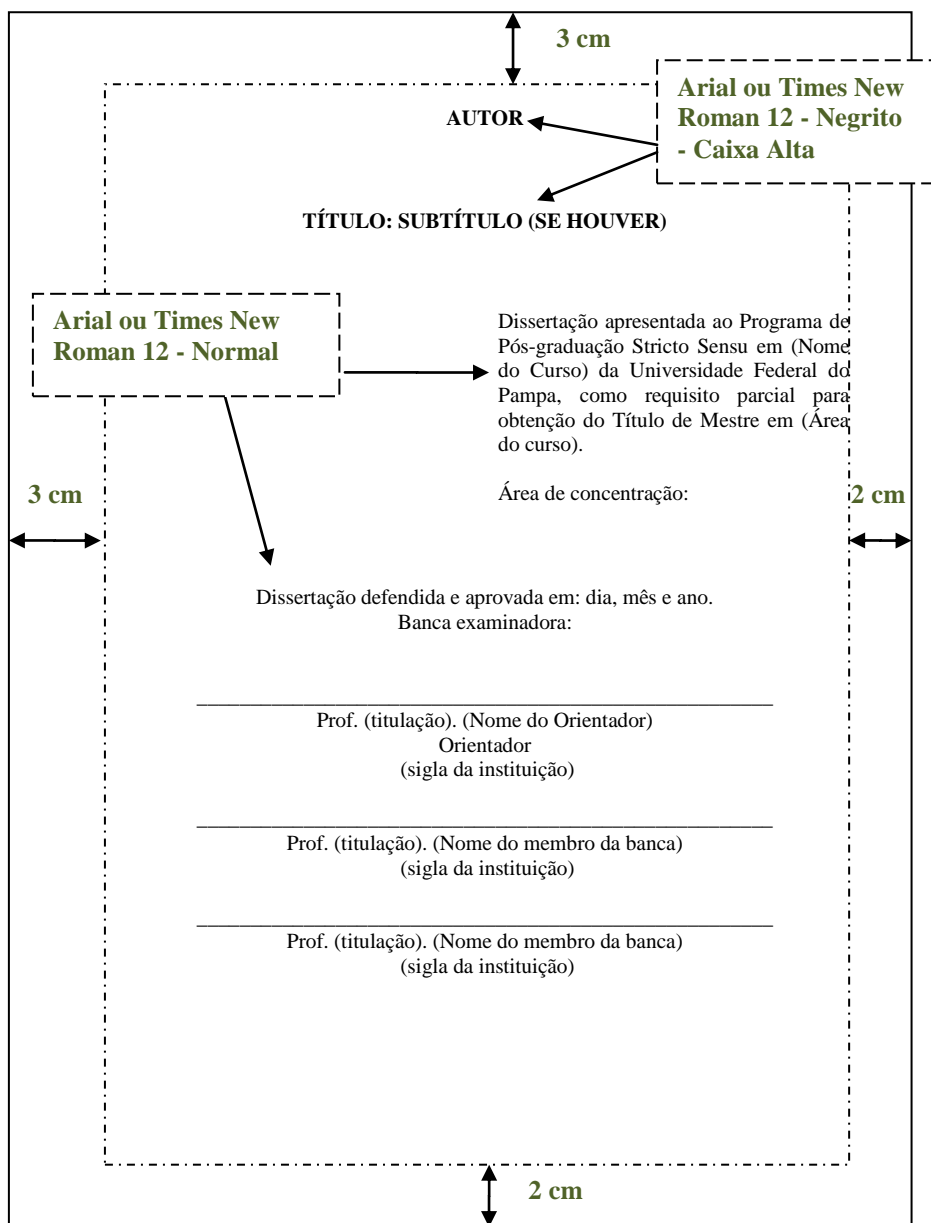 3 cm
Arial ou Times New
Roman 12 - Negrito
- Caixa Alta
AUTOR
TÍTULO: SUBTÍTULO (SE HOUVER)
Arial ou Times New
Roman 12 - Normal
Dissertação apresentada ao Programa de
Pós-graduação Stricto Sensu em (Nome
do Curso) da Universidade Federal do
Pampa, como requisito parcial para
obtenção do Título de Mestre em (Área
do curso).
Área de concentração:
3 cm
2 cm
Dissertação defendida e aprovada em: dia, mês e ano.
Banca examinadora:
Prof. (titulação). (Nome do Orientador)
Orientador
(sigla da instituição)
Prof. (titulação). (Nome do membro da banca)
(sigla da instituição)
Prof. (titulação). (Nome do membro da banca)
(sigla da instituição)
2 cm